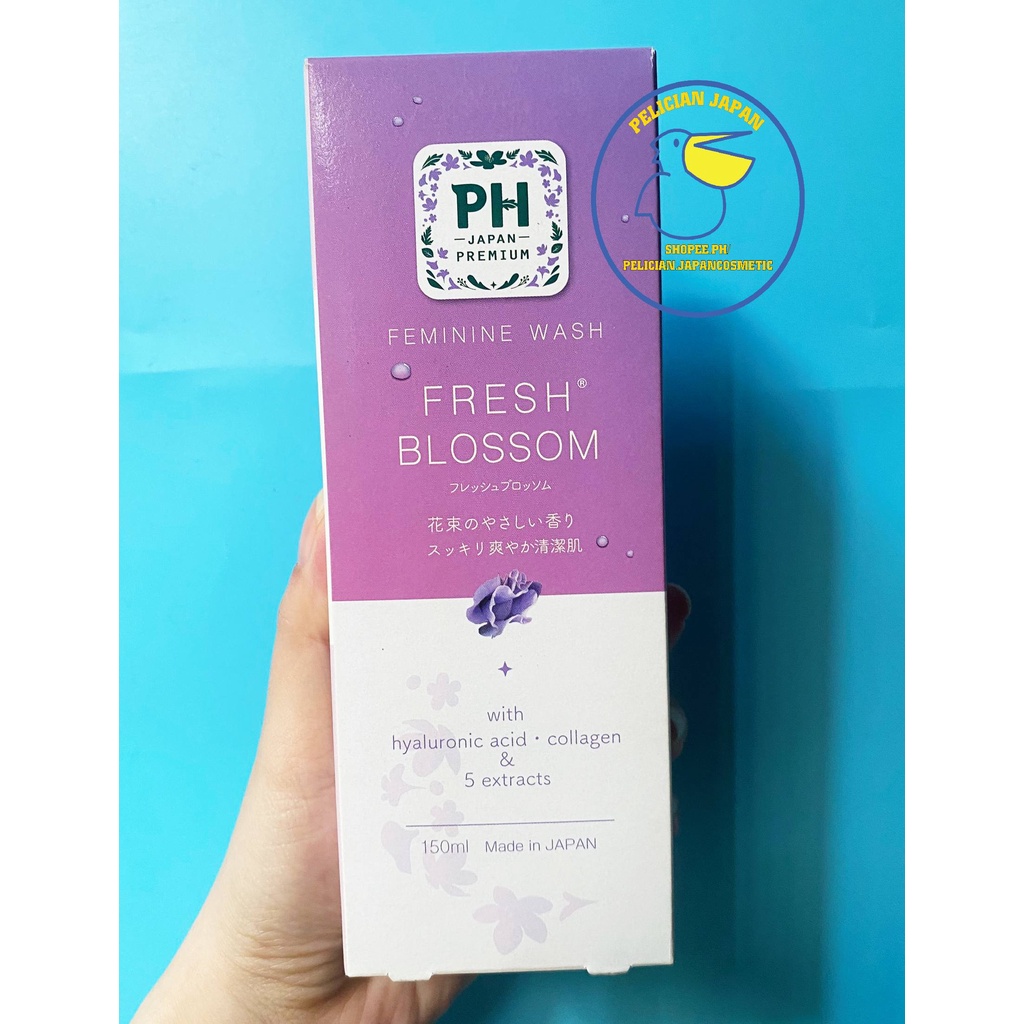 PELICIAN JAPAN
SHOPEE.PH/
PELICIAN.JAPANCOSMETIC
PH
JAPAN
PREMIUM
FEMININE WASH
FRESH®
BLOSSOM
フレッシュブロッソム
花束のやさしい香り
スッキリ爽やか清潔肌
with
hyaluronic acid・collagen
&
5 extracts
150ml Made in JAPAN